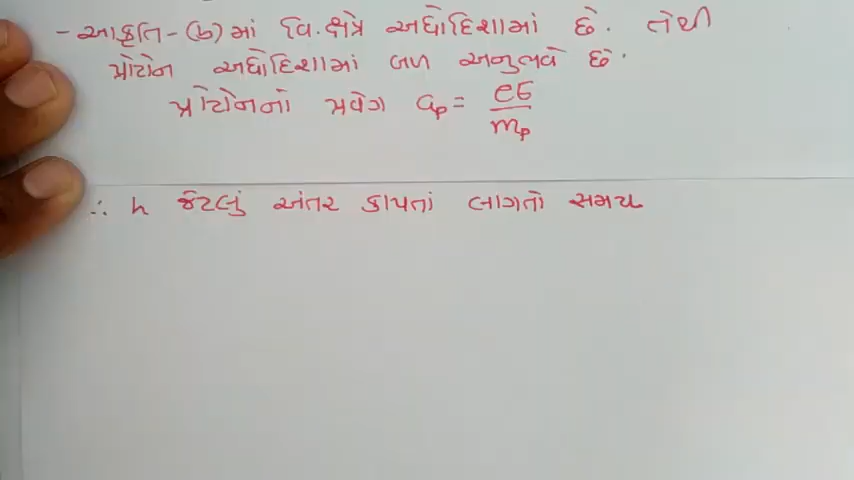 - આકૃતિ-(b)માં વિ.ક્ષેત્ર અધોદિશામાં છે. તેથી
પ્રોટોન અધોદિશામાં બળ અનુભવે છે.
પ્રોટોનનો પ્રવેગ aₚ = eE/mₚ
∴ h જેટલું અંતર કાપતાં લાગતો સમય